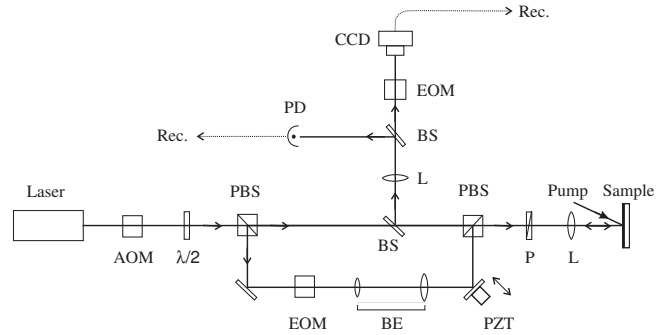 Rec.
CCD
EOM
PD
BS
Rec.
L
Laser
PBS
PBS
Pump
Sample
AOM
λ/2
BS
P
L
EOM
BE
PZT